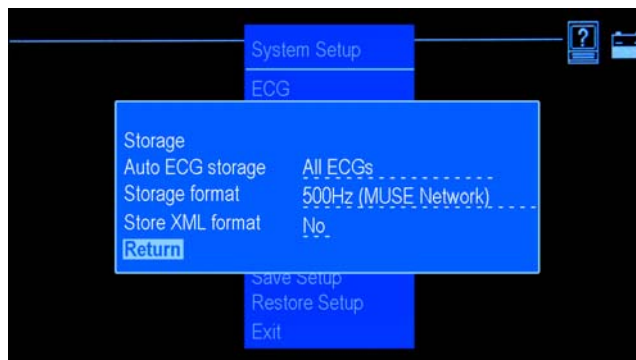 ?
System Setup
ECG
Storage
Auto ECG storage All ECGs
Storage format 500Hz (MUSE Network)
Store XML format No
Return
Save Setup
Restore Setup
Exit